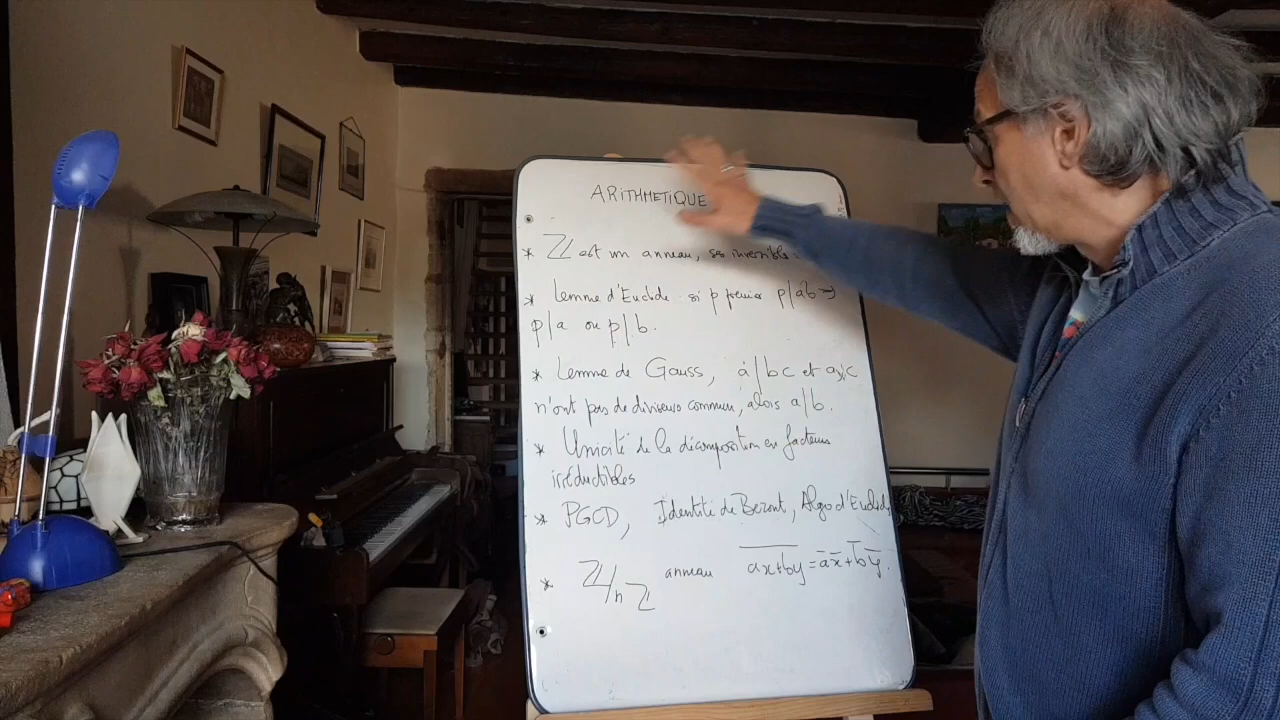 ARITHMETIQUE
* ℤ est un anneau, ses inversible :
* Lemme d'Euclide si p premier p|ab →
p|a ou p|b.
* Lemme de Gauss, a|bc et a, c
n'ont pas de diviseurs commun, alors a|b.
* Unicité de la décomposition en facteurs
irréductibles
* PGCD, Identité de Bezout, Algo d'Euclide
* ℤ/nℤ anneau \overline{ax+by} = \bar{a}\bar{x}+\bar{b}\bar{y}.